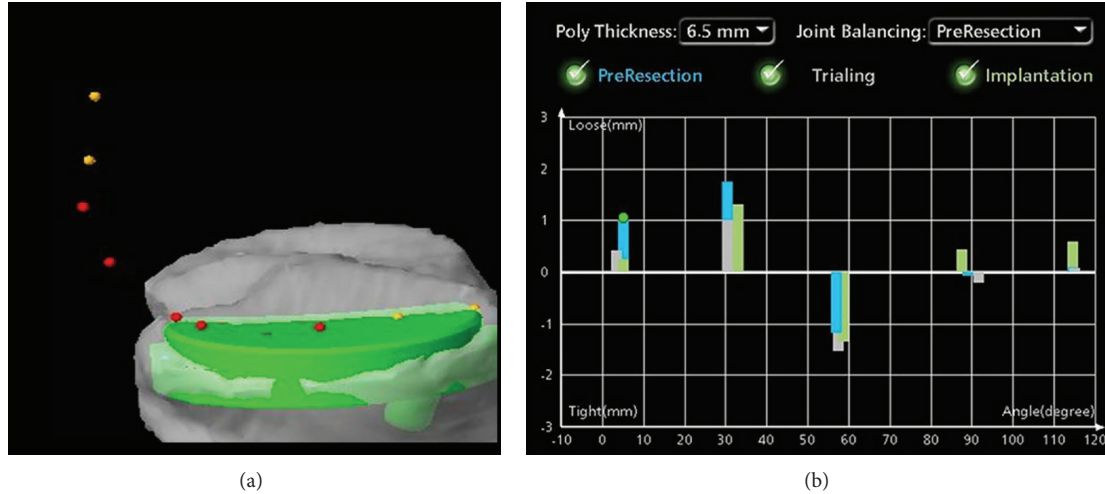 Poly Thickness: 6.5 mm Joint Balancing: PreResection
PreResection Trialing Implantation
3
Loose(mm)
2
1
0
-1
-2
Tight(mm) Angle(degree)
-3
-10 0 10 20 30 40 50 60 70 80 90 100 110 120
(a) (b)